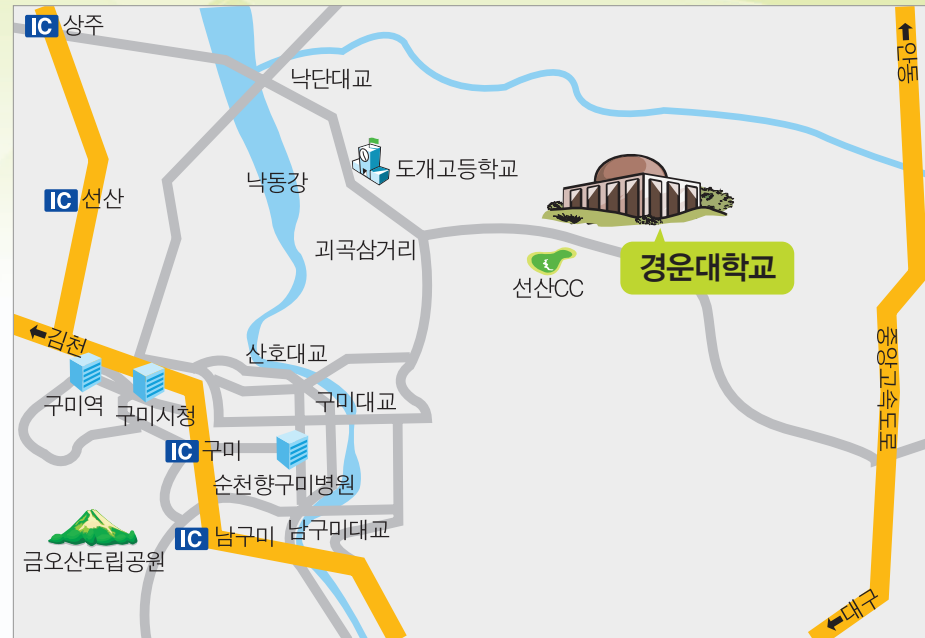 IC 상주
낙단대교
안동
도개고등학교
낙동강
IC 선산
괴곡삼거리
경운대학교
선산CC
김천
산호대교
중앙고속도로
구미역
구미시청
구미대교
IC 구미
순천향구미병원
IC 남구미
남구미대교
금오산도립공원
대구